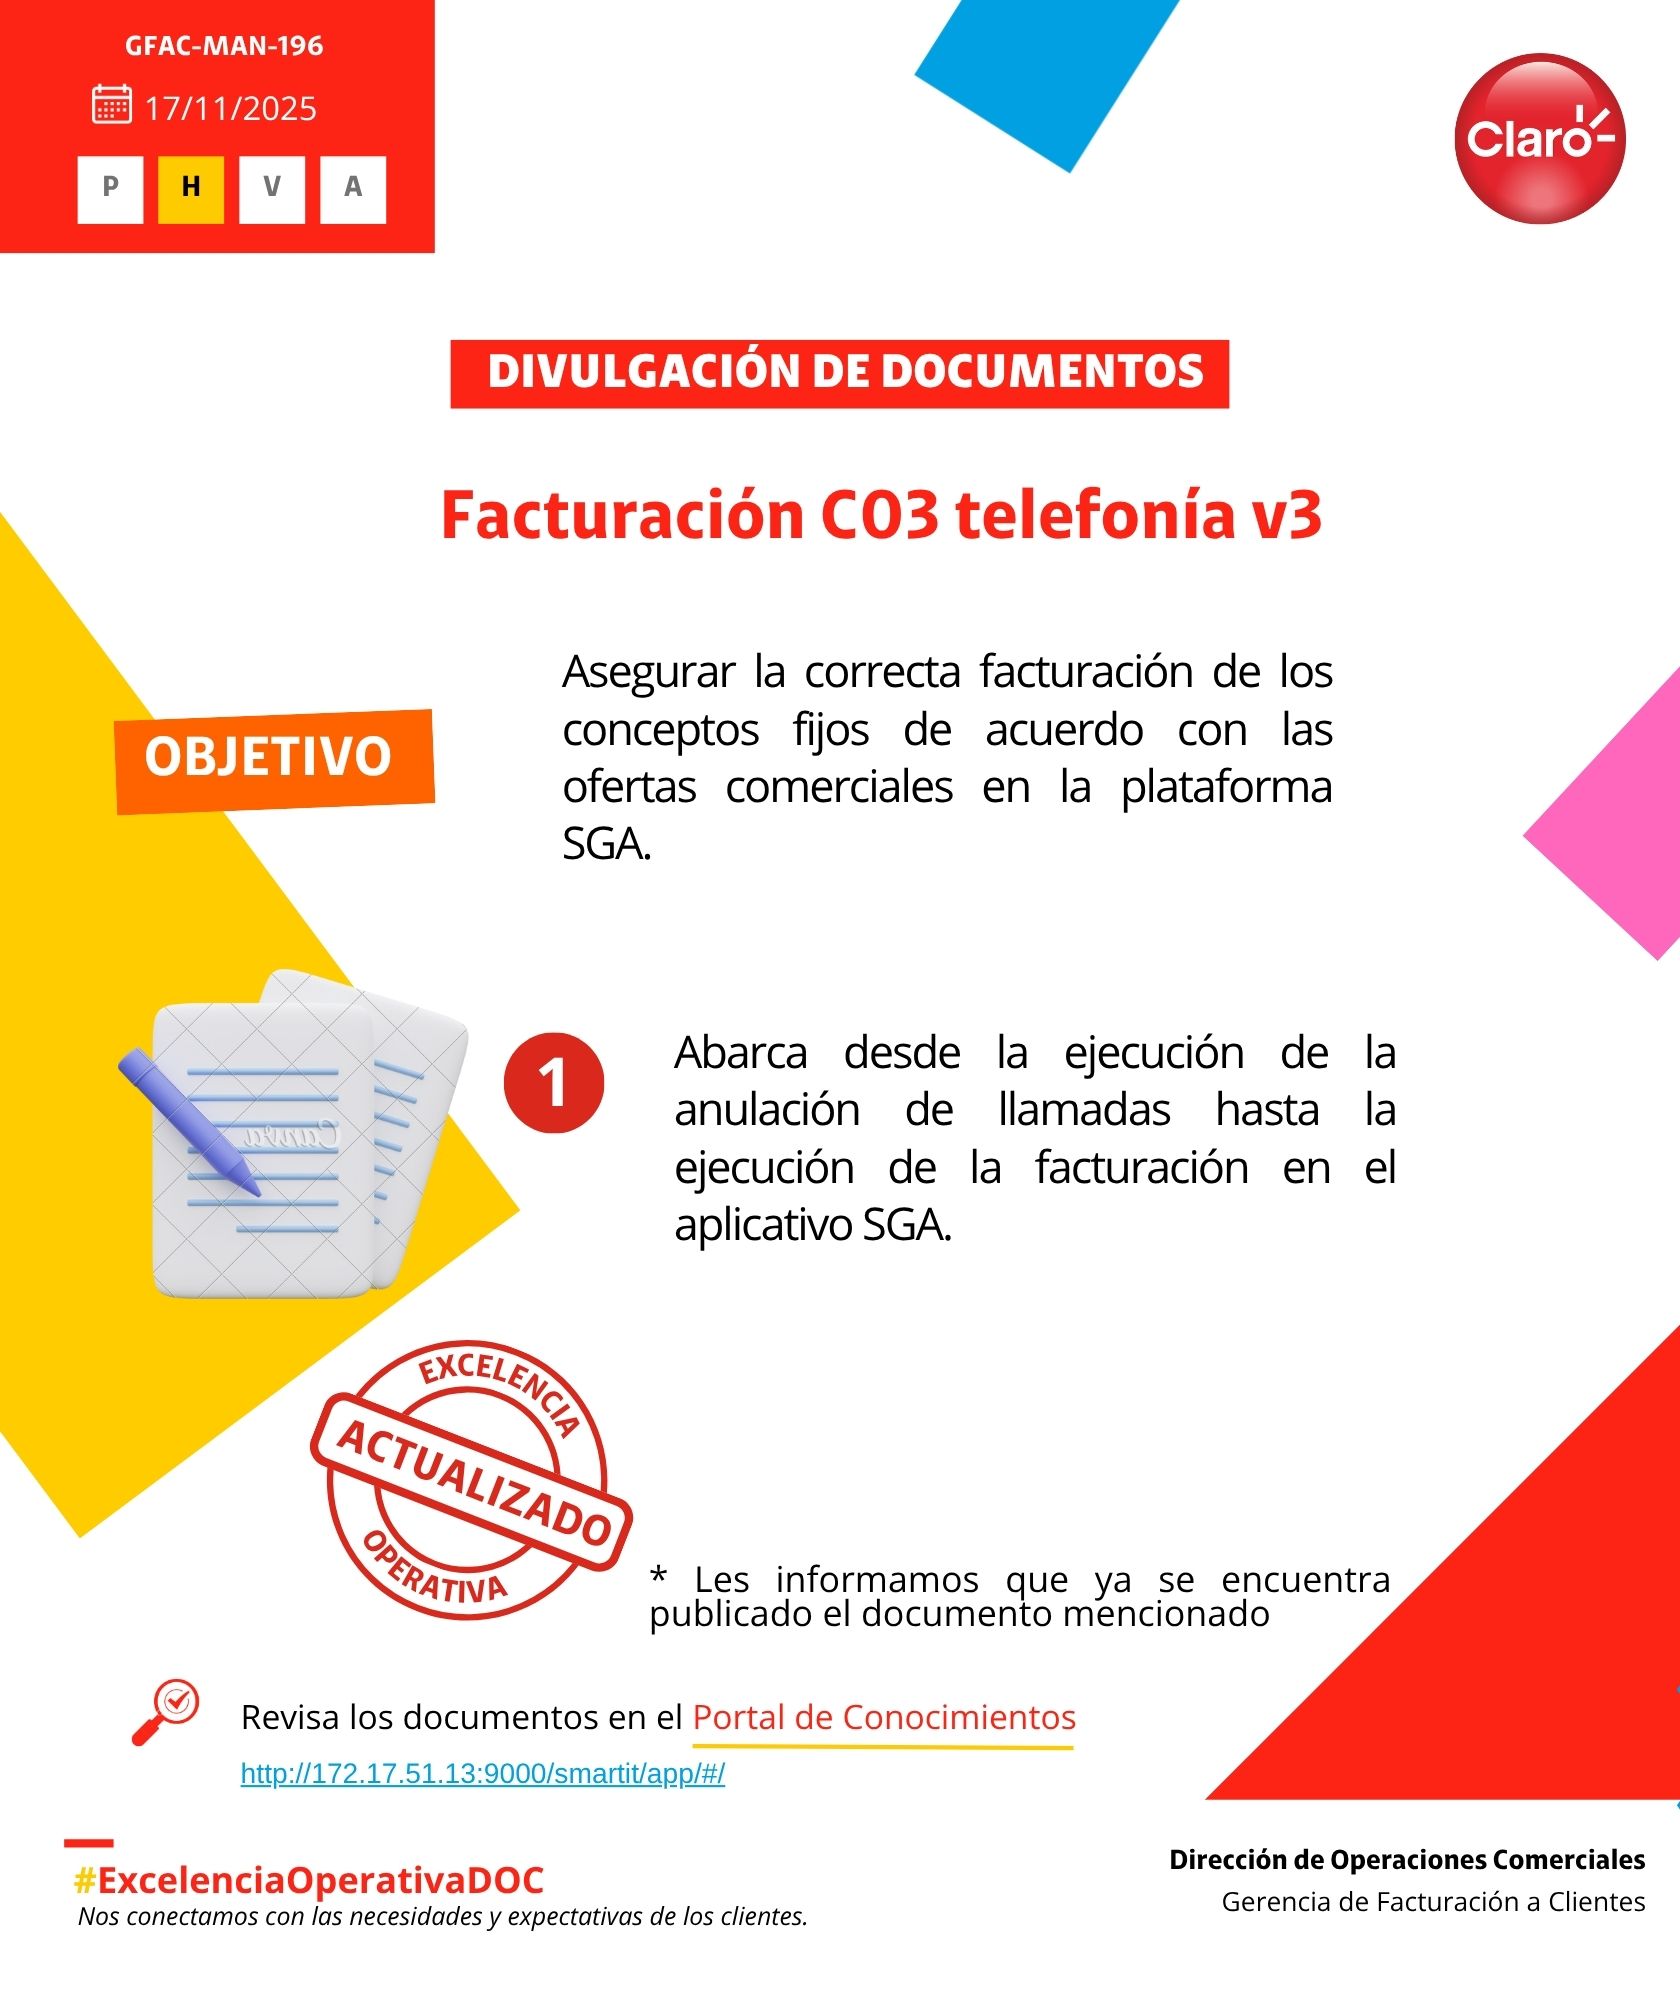 GFAC-MAN-196
17/11/2025
P H V A
Claro
DIVULGACIÓN DE DOCUMENTOS
Facturación CO3 telefonía v3
OBJETIVO
Asegurar la correcta facturación de los
conceptos fijos de acuerdo con las
ofertas comerciales en la plataforma
SGA.
1
Abarca desde la ejecución de la
anulación de llamadas hasta la
ejecución de la facturación en el
aplicativo SGA.
Canva
EXCELENCIA
ACTUALIZADO
OPERATIVA
* Les informamos que ya se encuentra
publicado el documento mencionado
Revisa los documentos en el Portal de Conocimientos
http://172.17.51.13:9000/smartit/app/#/
#ExcelenciaOperativaDOC
Nos conectamos con las necesidades y expectativas de los clientes.
Dirección de Operaciones Comerciales
Gerencia de Facturación a Clientes